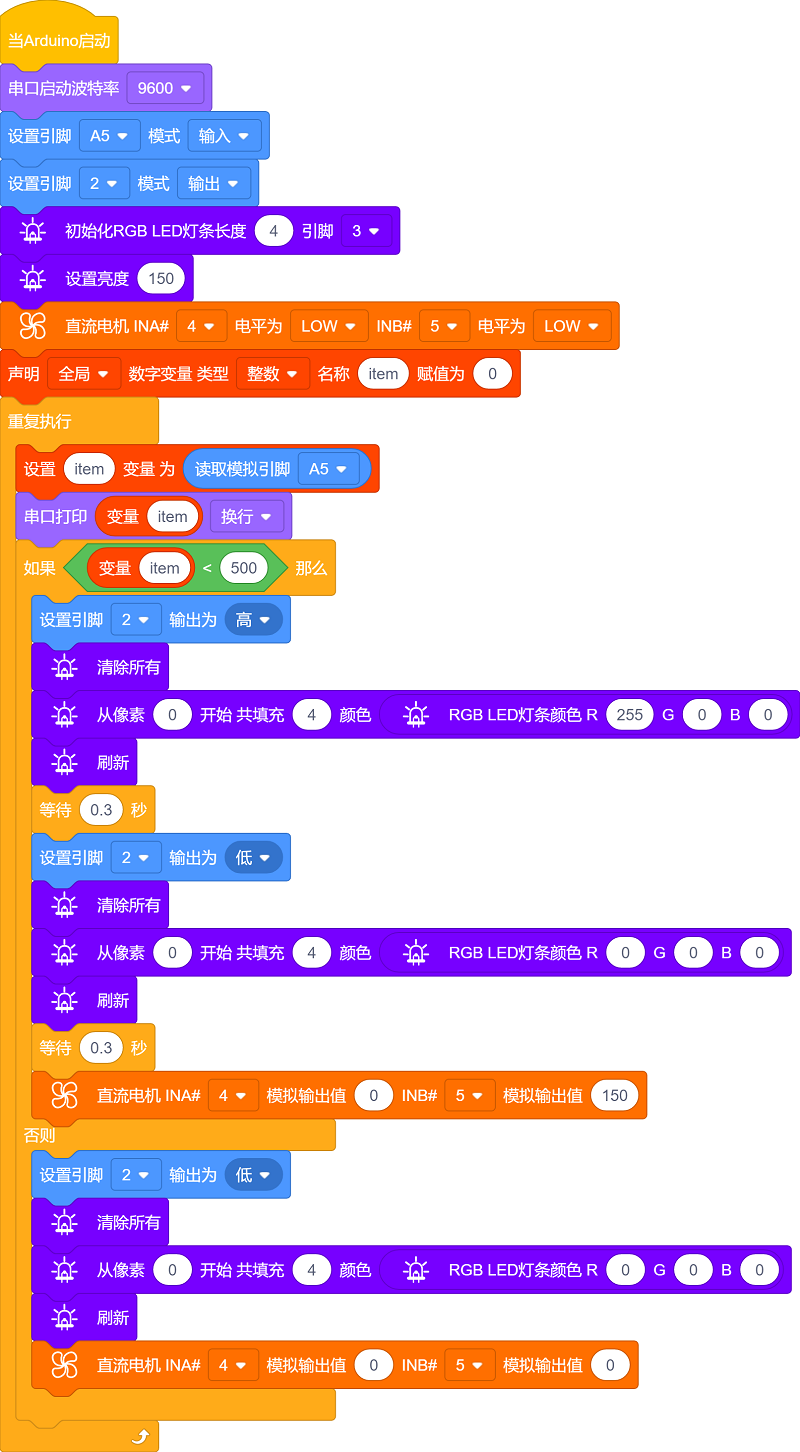 当Arduino启动
串口启动波特率 9600
设置引脚 A5 模式 输入
设置引脚 2 模式 输出
初始化RGB LED灯条长度 4 引脚 3
设置亮度 150
直流电机 INA# 4 电平为 LOW INB# 5 电平为 LOW
声明 全局 数字变量 类型 整数 名称 item 赋值为 0
重复执行
设置 item 变量 为 读取模拟引脚 A5
串口打印 变量 item 换行
如果 变量 item < 500 那么
设置引脚 2 输出为 高
清除所有
从像素 0 开始 共填充 4 颜色 RGB LED灯条颜色 R 255 G 0 B 0
刷新
等待 0.3 秒
设置引脚 2 输出为 低
清除所有
从像素 0 开始 共填充 4 颜色 RGB LED灯条颜色 R 0 G 0 B 0
刷新
等待 0.3 秒
直流电机 INA# 4 模拟输出值 0 INB# 5 模拟输出值 150
否则
设置引脚 2 输出为 低
清除所有
从像素 0 开始 共填充 4 颜色 RGB LED灯条颜色 R 0 G 0 B 0
刷新
直流电机 INA# 4 模拟输出值 0 INB# 5 模拟输出值 0